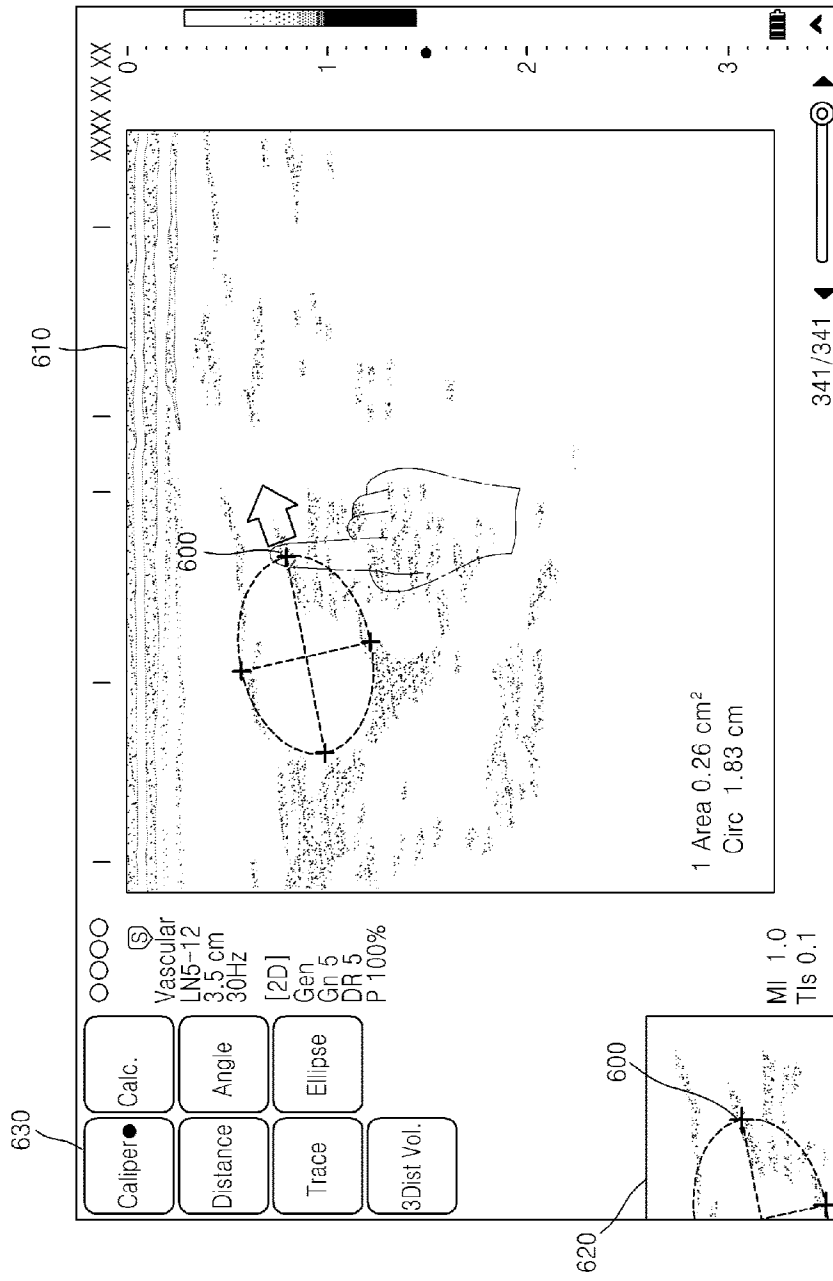 630
Caliper
Calc.
Distance
Angle
Trace
Ellipse
3Dist Vol.
620
600
○○○○
S
Vascular
LN5-12
3.5 cm
30Hz
[2D]
Gen
Gn 5
DR 5
P 100%
MI 1.0
TIs 0.1
610
600
1 Area 0.26 cm²
Circ 1.83 cm
XXXX XX XX
0
1
2
3
341/341